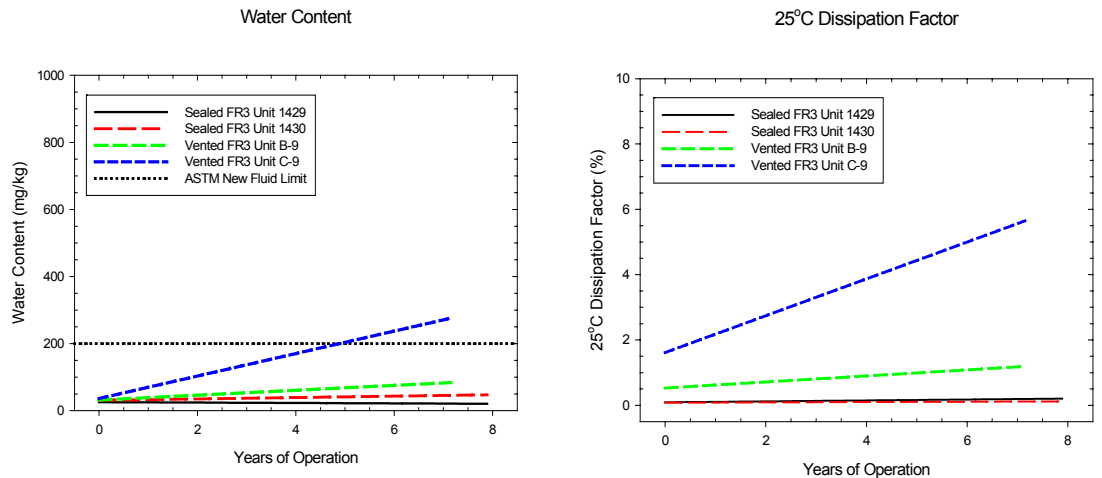 Water Content
1000
800
600
400
200
0
Water Content (mg/kg)
Sealed FR3 Unit 1429
Sealed FR3 Unit 1430
Vented FR3 Unit B-9
Vented FR3 Unit C-9
ASTM New Fluid Limit
0 2 4 6 8
Years of Operation
25°C Dissipation Factor
10
8
6
4
2
0
25°C Dissipation Factor (%)
Sealed FR3 Unit 1429
Sealed FR3 Unit 1430
Vented FR3 Unit B-9
Vented FR3 Unit C-9
0 2 4 6 8
Years of Operation